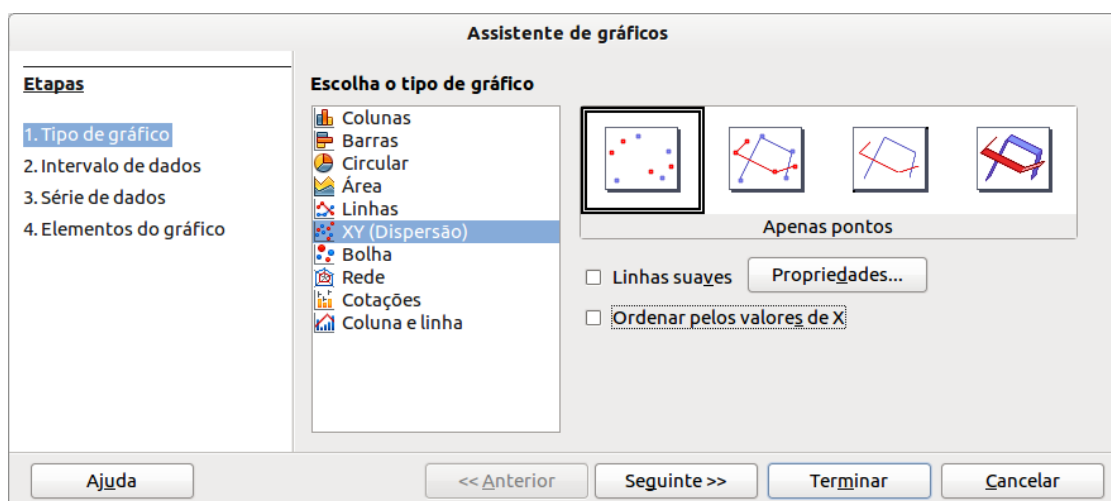 Assistente de gráficos
Etapas
1. Tipo de gráfico
2. Intervalo de dados
3. Série de dados
4. Elementos do gráfico
Escolha o tipo de gráfico
Colunas
Barras
Circular
Área
Linhas
XY (Dispersão)
Bolha
Rede
Cotações
Coluna e linha
Apenas pontos
Linhas suaves
Propriedades...
Ordenar pelos valores de X
Ajuda
<< Anterior
Seguinte >>
Terminar
Cancelar